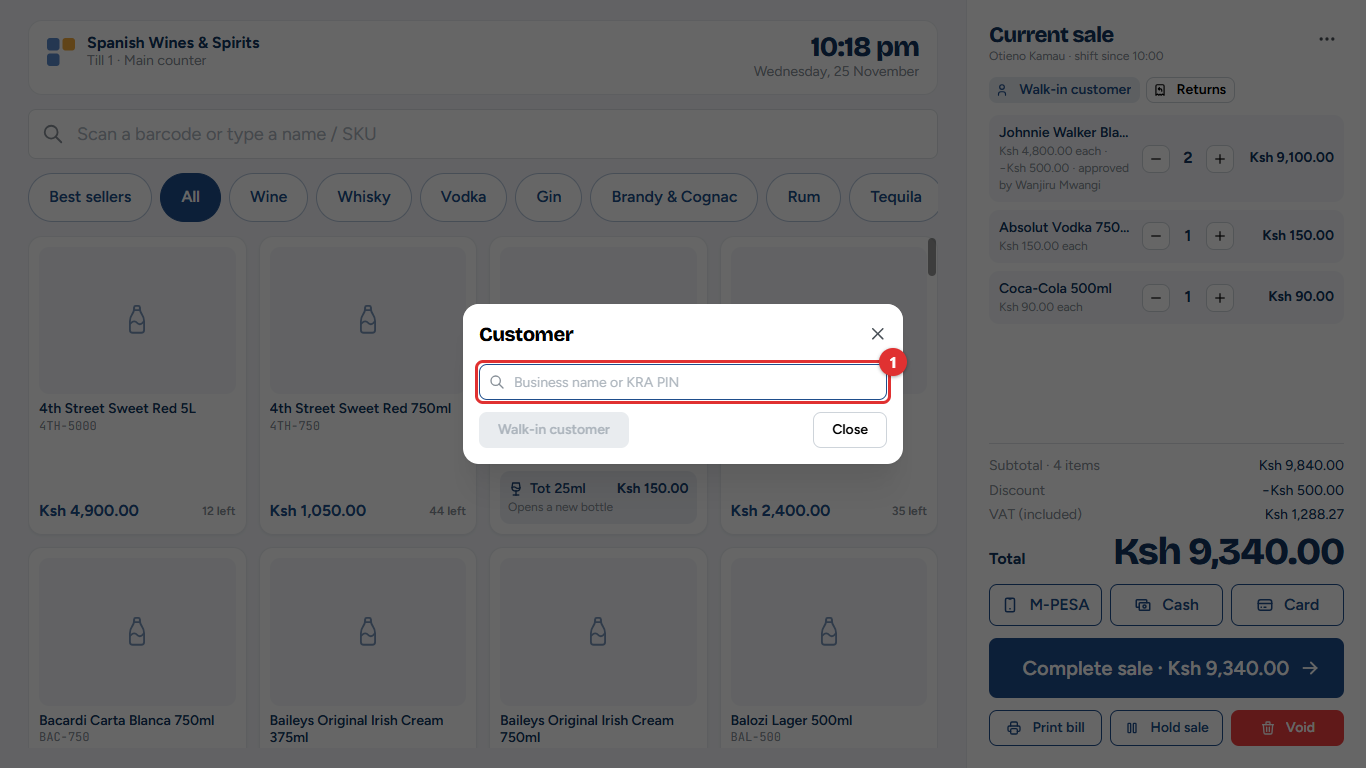 Spanish Wines & Spirits
Till 1 · Main counter
10:18 pm
Wednesday, 25 November
Scan a barcode or type a name / SKU
Best sellers
All
Wine
Whisky
Vodka
Gin
Brandy & Cognac
Rum
Tequila
4th Street Sweet Red 5L
4TH-5000
Ksh 4,900.00
12 left
4th Street Sweet Red 750ml
4TH-750
Ksh 1,050.00
44 left
Tot 25ml
Ksh 150.00
Opens a new bottle
Ksh 2,400.00
35 left
Bacardi Carta Blanca 750ml
BAC-750
Baileys Original Irish Cream
375ml
Baileys Original Irish Cream
750ml
Balozi Lager 500ml
BAL-500
Customer
1
Business name or KRA PIN
Walk-in customer
Close
Current sale
Otieno Kamau · shift since 10:00
Walk-in customer
Returns
Johnnie Walker Bla...
Ksh 4,800.00 each ·
−Ksh 500.00 · approved
by Wanjiru Mwangi
2
Ksh 9,100.00
Absolut Vodka 750...
Ksh 150.00 each
1
Ksh 150.00
Coca-Cola 500ml
Ksh 90.00 each
1
Ksh 90.00
Subtotal · 4 items
Ksh 9,840.00
Discount
−Ksh 500.00
VAT (included)
Ksh 1,288.27
Total
Ksh 9,340.00
M-PESA
Cash
Card
Complete sale · Ksh 9,340.00
Print bill
Hold sale
Void